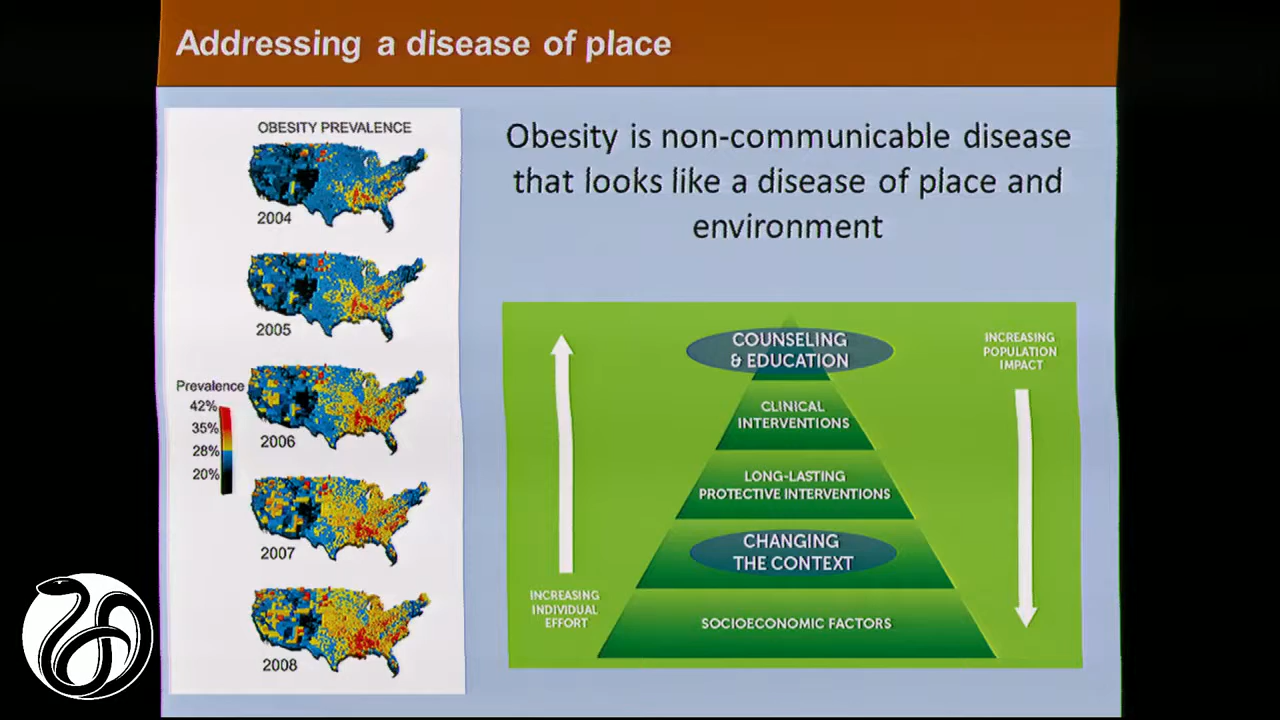 Addressing a disease of place
OBESITY PREVALENCE
2004
2005
2006
2007
2008
Prevalence
42%
35%
28%
20%
Obesity is non-communicable disease
that looks like a disease of place and
environment
INCREASING
INDIVIDUAL
EFFORT
COUNSELING
& EDUCATION
CLINICAL
INTERVENTIONS
LONG-LASTING
PROTECTIVE INTERVENTIONS
CHANGING
THE CONTEXT
SOCIOECONOMIC FACTORS
INCREASING
POPULATION
IMPACT